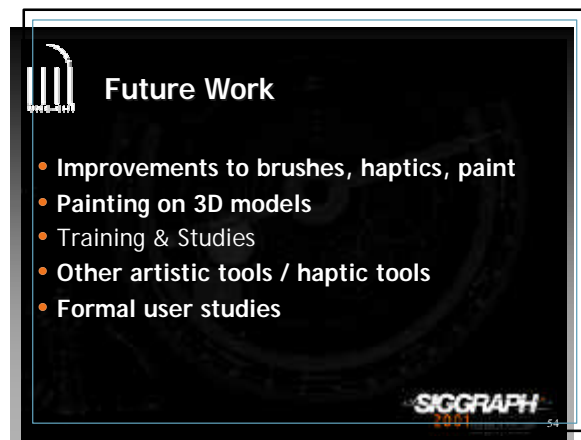 Future Work
• Improvements to brushes, haptics, paint
• Painting on 3D models
• Training & Studies
• Other artistic tools / haptic tools
• Formal user studies
SIGGRAPH
2001
54